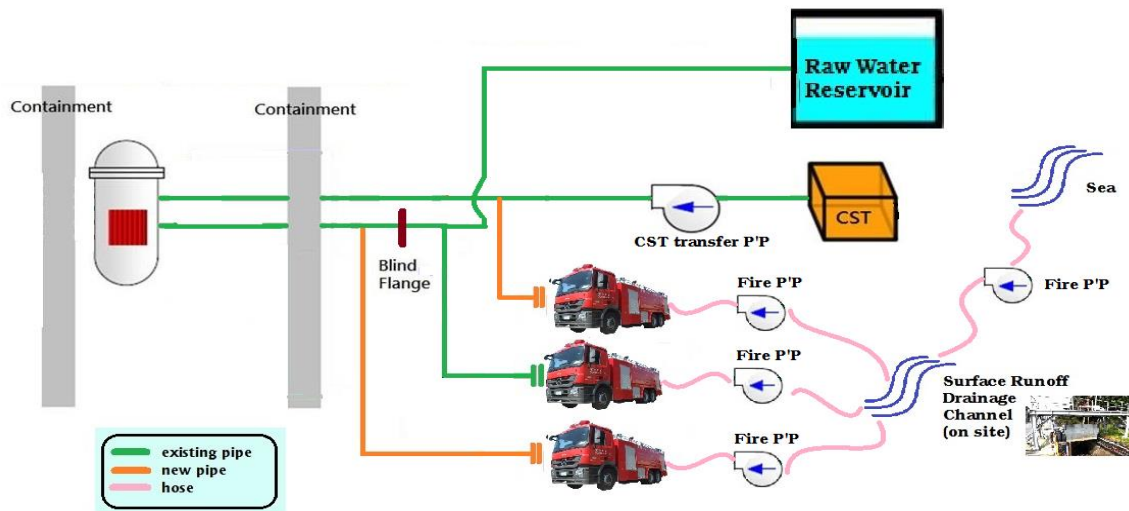 Raw Water
Reservoir
Containment
Containment
Sea
CST
CST transfer P'P
Blind
Flange
Fire P'P
Fire P'P
Fire P'P
Surface Runoff
Drainage
Channel
(on site)
Fire P'P
existing pipe
new pipe
hose